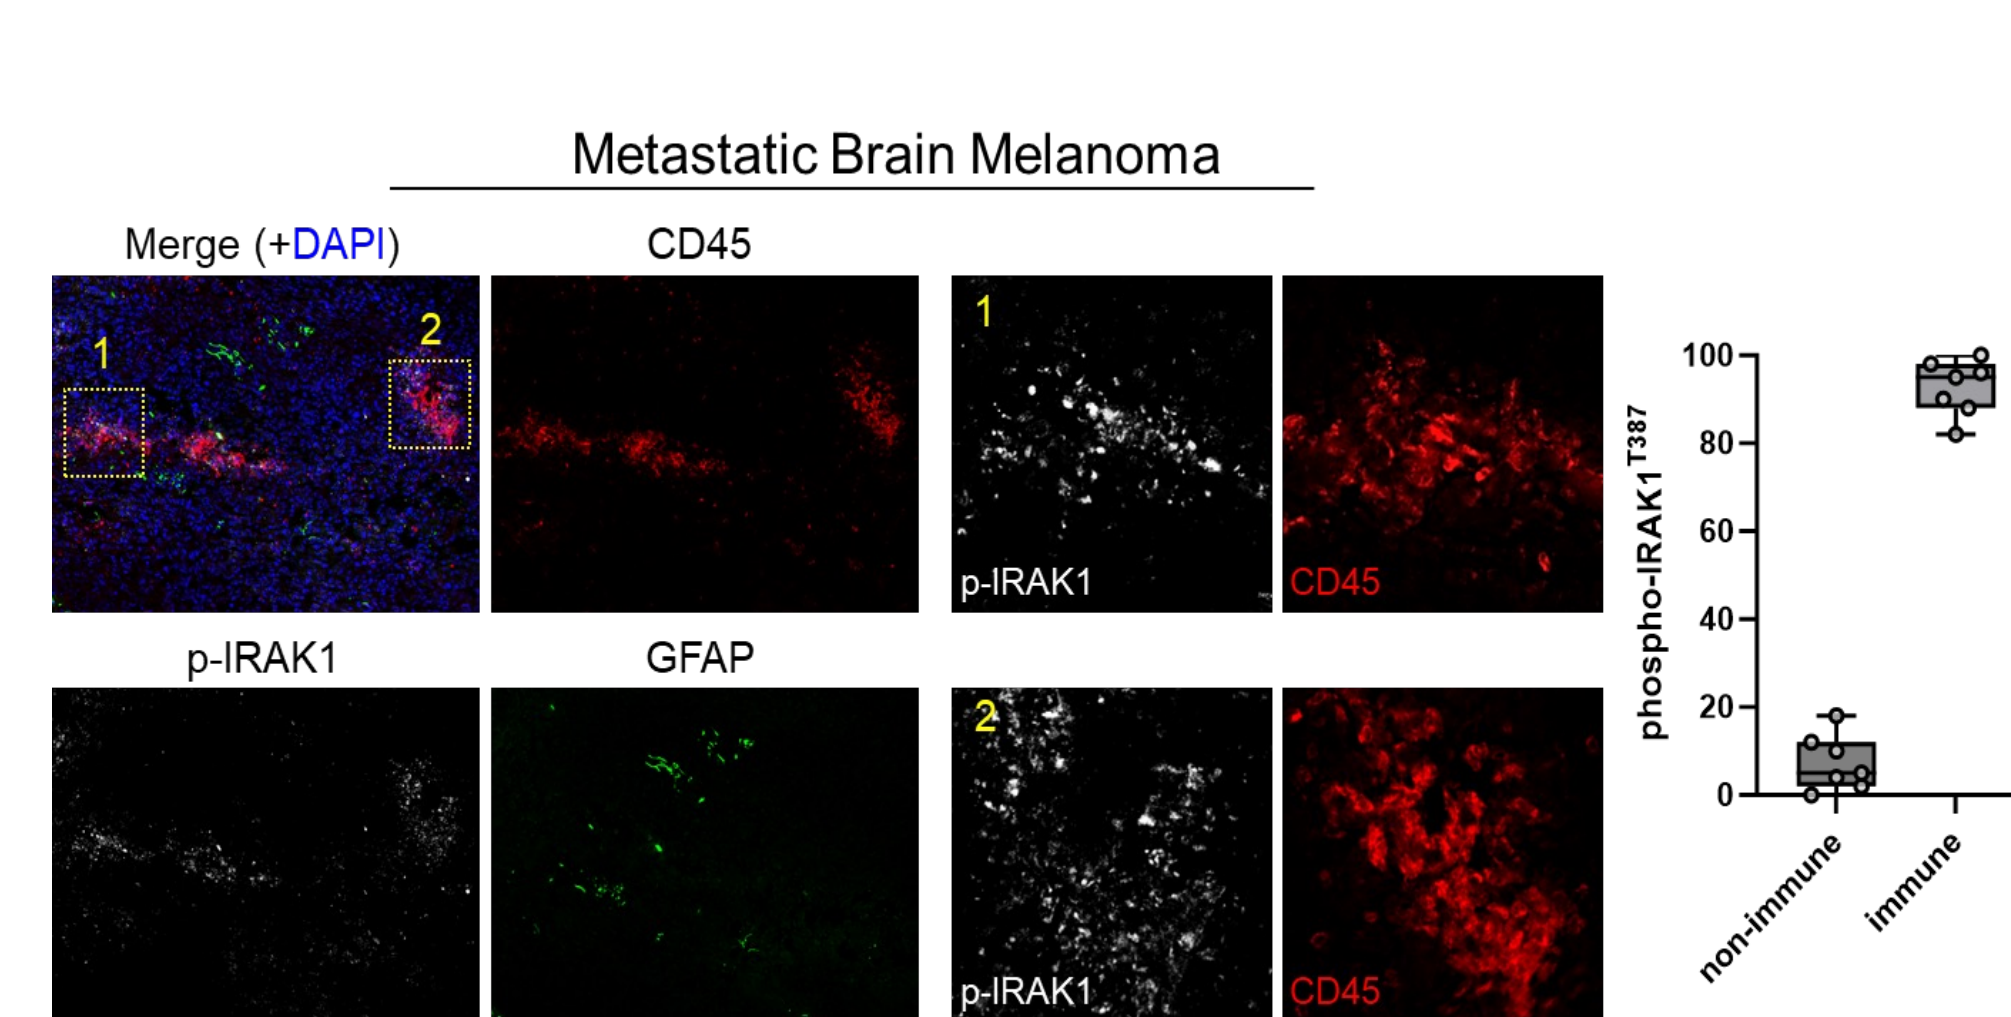 Metastatic Brain Melanoma
Merge (+DAPI)
CD45
1
2
1
p-IRAK1
CD45
p-IRAK1
GFAP
2
p-IRAK1
CD45
phospho-IRAK1T387
100
80
60
40
20
0
non-immune
immune